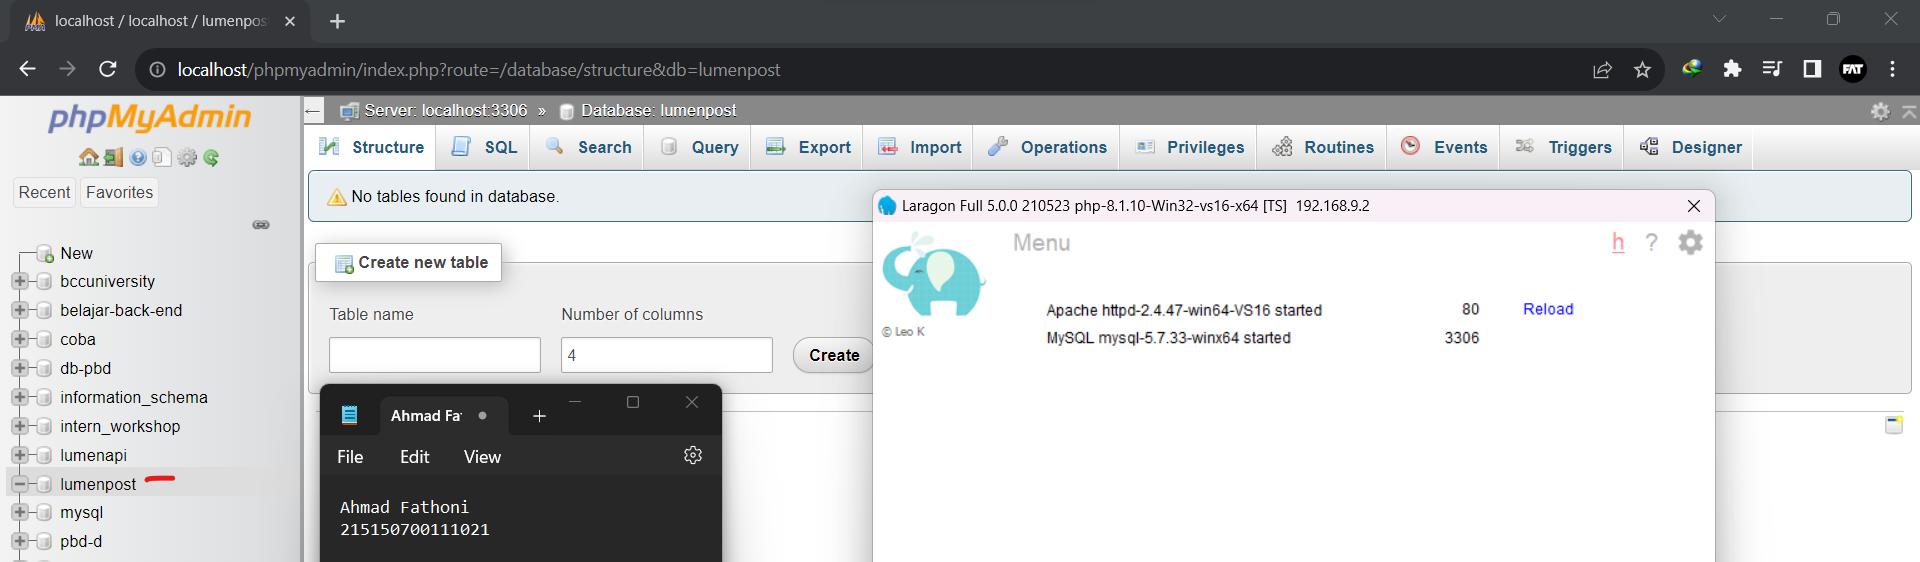 localhost / localhost / lumenpos
localhost/phpmyadmin/index.php?route=/database/structure&db=lumenpost
FAT
phpMyAdmin
Recent
Favorites
New
bccuniversity
belajar-back-end
coba
db-pbd
information_schema
intern_workshop
lumenapi
lumenpost
mysql
pbd-d
Server: localhost:3306 » Database: lumenpost
Structure
SQL
Search
Query
Export
Import
Operations
Privileges
Routines
Events
Triggers
Designer
No tables found in database.
Create new table
Table name
Number of columns
4
Create
Ahmad Fat
File
Edit
View
Ahmad Fathoni
215150700111021
Laragon Full 5.0.0 210523 php-8.1.10-Win32-vs16-x64 [TS] 192.168.9.2
Menu
h
?
© Leo K
Apache httpd-2.4.47-win64-VS16 started 80 Reload
MySQL mysql-5.7.33-winx64 started 3306